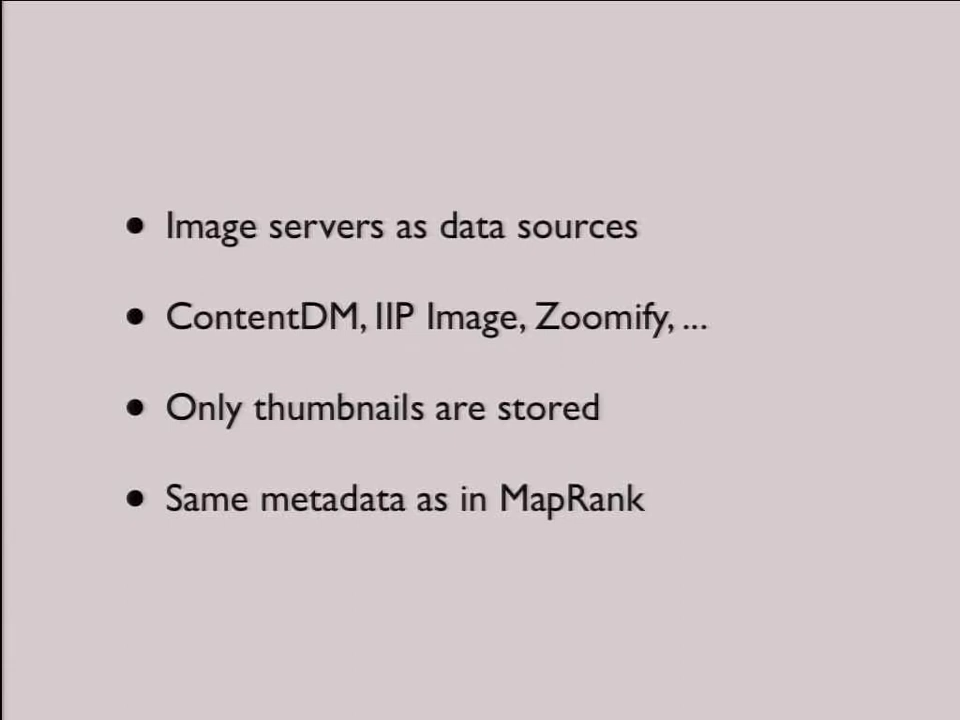 • Image servers as data sources
• ContentDM, IIP Image, Zoomify, ...
• Only thumbnails are stored
• Same metadata as in MapRank